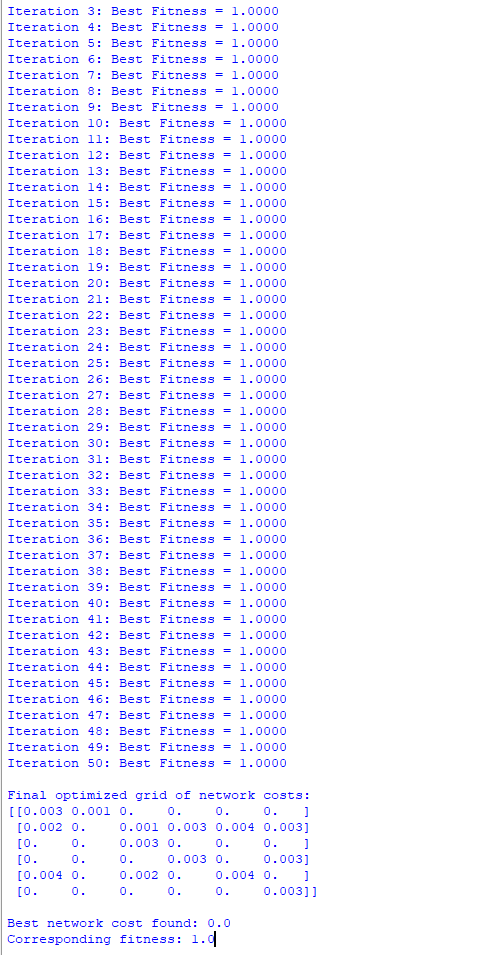 Iteration 3: Best Fitness = 1.0000
Iteration 4: Best Fitness = 1.0000
Iteration 5: Best Fitness = 1.0000
Iteration 6: Best Fitness = 1.0000
Iteration 7: Best Fitness = 1.0000
Iteration 8: Best Fitness = 1.0000
Iteration 9: Best Fitness = 1.0000
Iteration 10: Best Fitness = 1.0000
Iteration 11: Best Fitness = 1.0000
Iteration 12: Best Fitness = 1.0000
Iteration 13: Best Fitness = 1.0000
Iteration 14: Best Fitness = 1.0000
Iteration 15: Best Fitness = 1.0000
Iteration 16: Best Fitness = 1.0000
Iteration 17: Best Fitness = 1.0000
Iteration 18: Best Fitness = 1.0000
Iteration 19: Best Fitness = 1.0000
Iteration 20: Best Fitness = 1.0000
Iteration 21: Best Fitness = 1.0000
Iteration 22: Best Fitness = 1.0000
Iteration 23: Best Fitness = 1.0000
Iteration 24: Best Fitness = 1.0000
Iteration 25: Best Fitness = 1.0000
Iteration 26: Best Fitness = 1.0000
Iteration 27: Best Fitness = 1.0000
Iteration 28: Best Fitness = 1.0000
Iteration 29: Best Fitness = 1.0000
Iteration 30: Best Fitness = 1.0000
Iteration 31: Best Fitness = 1.0000
Iteration 32: Best Fitness = 1.0000
Iteration 33: Best Fitness = 1.0000
Iteration 34: Best Fitness = 1.0000
Iteration 35: Best Fitness = 1.0000
Iteration 36: Best Fitness = 1.0000
Iteration 37: Best Fitness = 1.0000
Iteration 38: Best Fitness = 1.0000
Iteration 39: Best Fitness = 1.0000
Iteration 40: Best Fitness = 1.0000
Iteration 41: Best Fitness = 1.0000
Iteration 42: Best Fitness = 1.0000
Iteration 43: Best Fitness = 1.0000
Iteration 44: Best Fitness = 1.0000
Iteration 45: Best Fitness = 1.0000
Iteration 46: Best Fitness = 1.0000
Iteration 47: Best Fitness = 1.0000
Iteration 48: Best Fitness = 1.0000
Iteration 49: Best Fitness = 1.0000
Iteration 50: Best Fitness = 1.0000

Final optimized grid of network costs:
[[0.003 0.001 0.    0.    0.    0.   ]
 [0.002 0.    0.001 0.003 0.004 0.003]
 [0.    0.    0.003 0.    0.    0.   ]
 [0.    0.    0.    0.003 0.    0.003]
 [0.004 0.    0.002 0.    0.004 0.   ]
 [0.    0.    0.    0.    0.    0.003]]

Best network cost found: 0.0
Corresponding fitness: 1.0